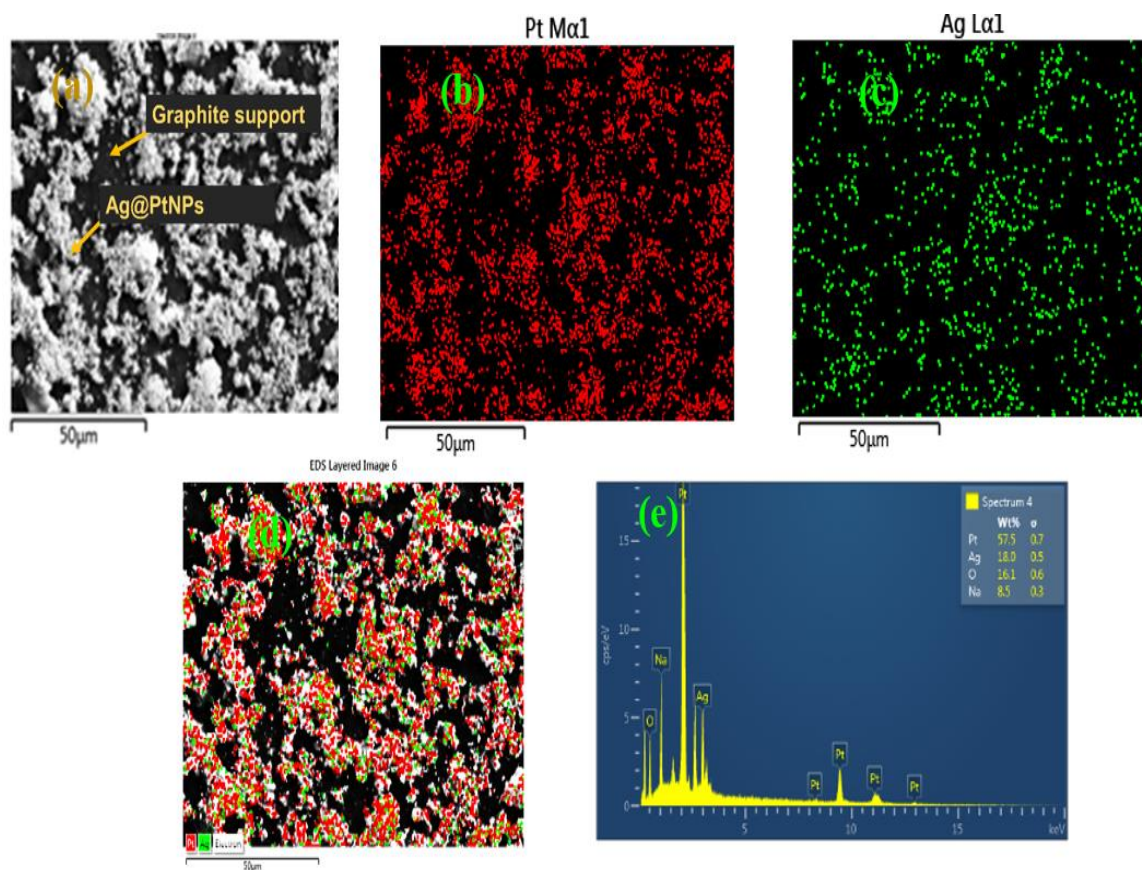 Pt Mα1
Ag Lα1
(a)
Graphite support
Ag@PtNPs
50μm
(b)
50μm
(c)
50μm
EDS Layered Image 6
(d)
Pt Ag Electron
50μm
(e)
Spectrum 4
Wt% σ
Pt 57.5 0.7
Ag 18.0 0.5
O 16.1 0.6
Na 8.5 0.3
cps/eV
15
10
5
0
Pt
Na
Ag
O
Pt
Pt
Pt
Pt
5 10 15 keV